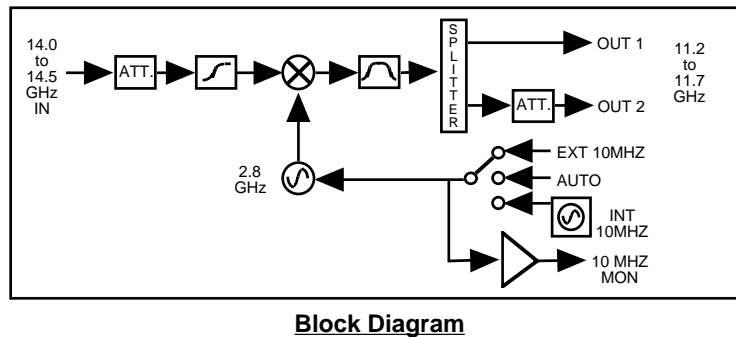 14.0
to
14.5
GHz
IN
ATT.
SPLITTER
OUT 1
ATT.
OUT 2
11.2
to
11.7
GHz
2.8
GHz
EXT 10MHZ
AUTO
INT
10MHZ
10 MHZ
MON
Block Diagram